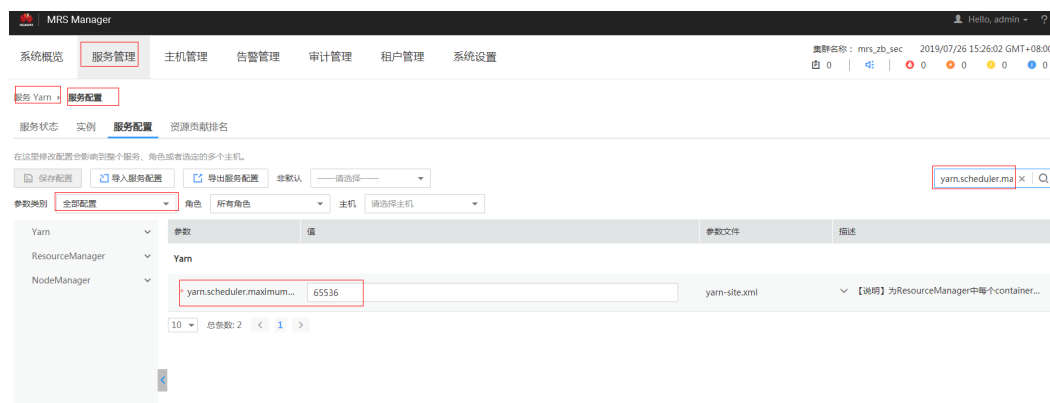 HUAWEI MRS Manager Hello, admin ?
系统概览 服务管理 主机管理 告警管理 审计管理 租户管理 系统设置 集群名称： mrs_zb_sec 2019/07/26 15:26:02 GMT+08:00
0 0 0 0 0
服务 Yarn › 服务配置
服务状态 实例 服务配置 资源贡献排名
在这里修改配置会影响到整个服务、角色或者选定的多个主机。
保存配置 导入服务配置 导出服务配置 非默认 ——请选择—— yarn.scheduler.ma ×
参数类别 全部配置 角色 所有角色 主机 请选择主机
Yarn 参数 值 参数文件 描述
ResourceManager Yarn
NodeManager * yarn.scheduler.maximum... 65536 yarn-site.xml 【说明】为ResourceManager中每个container...
10 总条数: 2 < 1 >